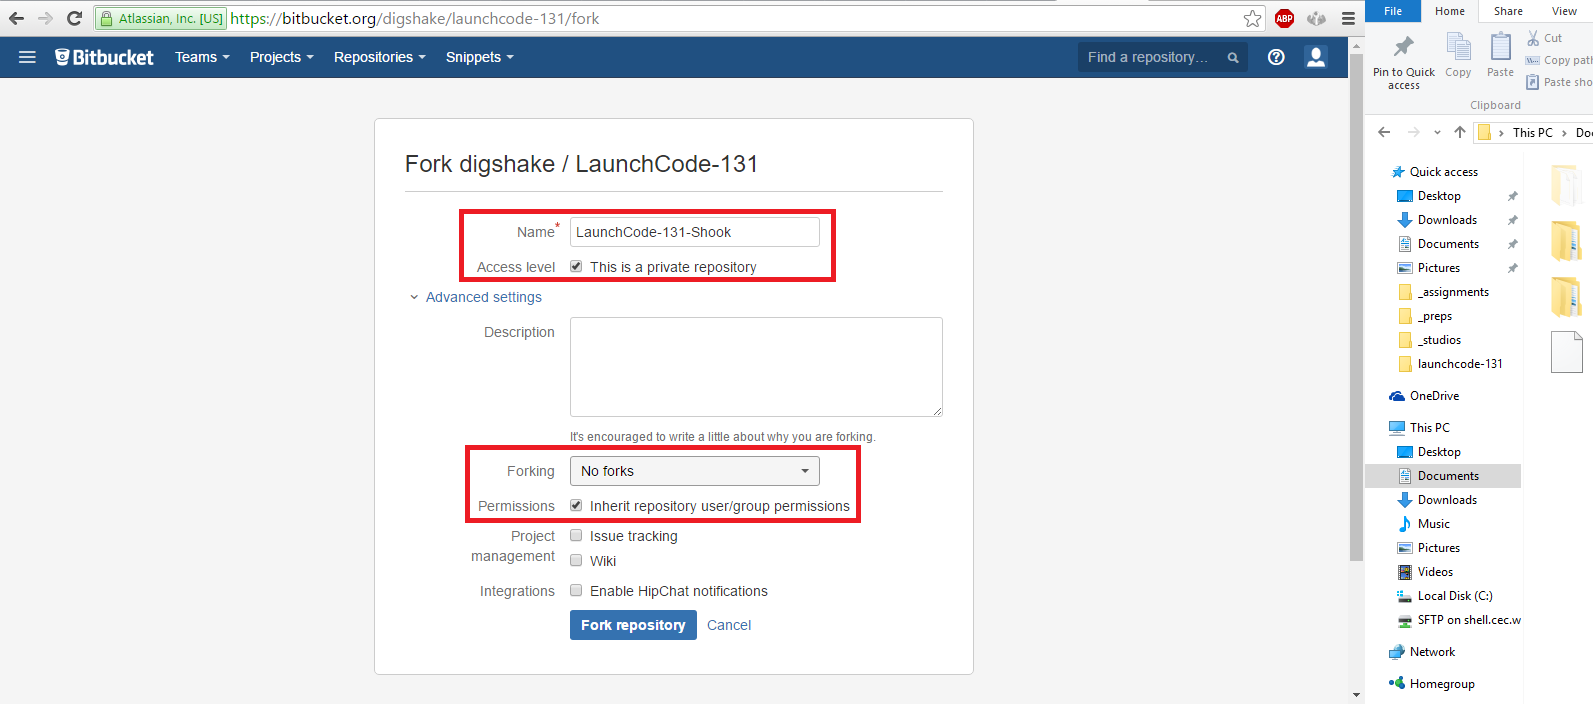 Atlassian, Inc. [US] https://bitbucket.org/digshake/launchcode-131/fork
ABP
Bitbucket Teams Projects Repositories Snippets Find a repository...
Fork digshake / LaunchCode-131
Name* LaunchCode-131-Shook
Access level This is a private repository
Advanced settings
Description
It's encouraged to write a little about why you are forking.
Forking No forks
Permissions Inherit repository user/group permissions
Project management Issue tracking
Wiki
Integrations Enable HipChat notifications
Fork repository Cancel
File Home Share View
Pin to Quick access
Copy
Paste
Cut
Copy pat
Paste sho
Clipboard
This PC Do
Quick access
Desktop
Downloads
Documents
Pictures
_assignments
_preps
_studios
launchcode-131
OneDrive
This PC
Desktop
Documents
Downloads
Music
Pictures
Videos
Local Disk (C:)
SFTP on shell.cec.w
Network
Homegroup